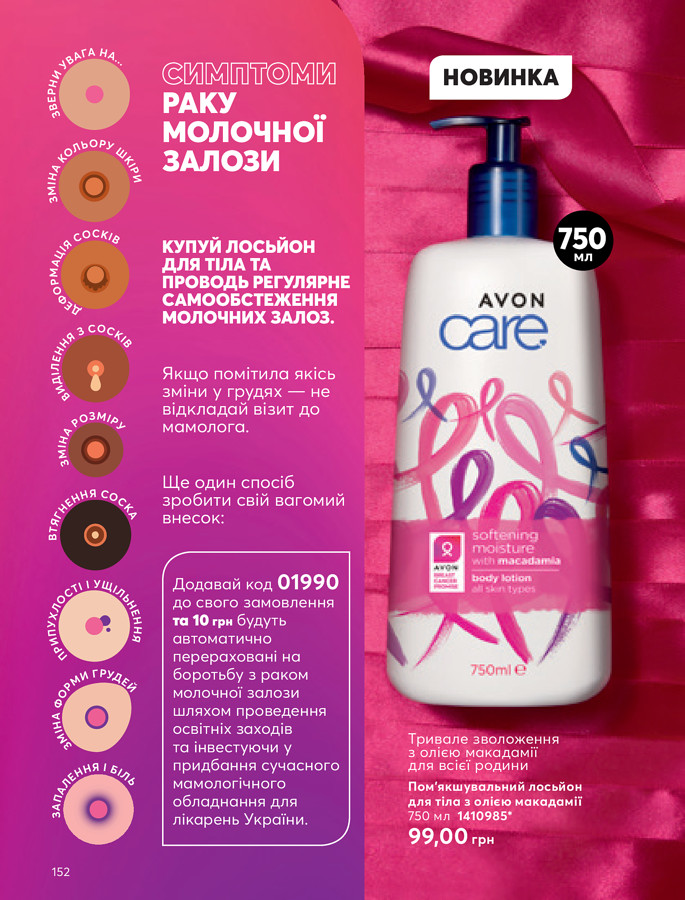 ЗВЕРНИ УВАГА НА...
ЗМІНА КОЛЬОРУ ШКІРИ
ДЕФОРМАЦІЯ СОСКІВ
ВИДІЛЕННЯ З СОСКІВ
ЗМІНА РОЗМІРУ
ВТЯГНЕННЯ СОСКА
ПРИПУХЛОСТІ І УЩІЛЬНЕННЯ
ЗМІНА ФОРМИ ГРУДЕЙ
ЗАПАЛЕННЯ І БІЛЬ
152
СИМПТОМИ
РАКУ
МОЛОЧНОЇ
ЗАЛОЗИ
КУПУЙ ЛОСЬЙОН
ДЛЯ ТІЛА ТА
ПРОВОДЬ РЕГУЛЯРНЕ
САМООБСТЕЖЕННЯ
МОЛОЧНИХ ЗАЛОЗ.
Якщо помітила якісь
зміни у грудях — не
відкладай візит до
мамолога.
Ще один спосіб
зробити свій вагомий
внесок:
Додавай код 01990
до свого замовлення
та 10 грн будуть
автоматично
перераховані на
боротьбу з раком
молочної залози
шляхом проведення
освітніх заходів
та інвестуючи у
придбання сучасного
мамологічного
обладнання для
лікарень України.
НОВИНКА
750
МЛ
AVON
care
softening
moisture
with macadamia
body lotion
all skin types
AVON
BREAST
CANCER
PROMISE
750ml e
Тривале зволоження
з олією макадамії
для всієї родини
Пом'якшувальний лосьйон
для тіла з олією макадамії
750 мл 1410985*
99,00 грн